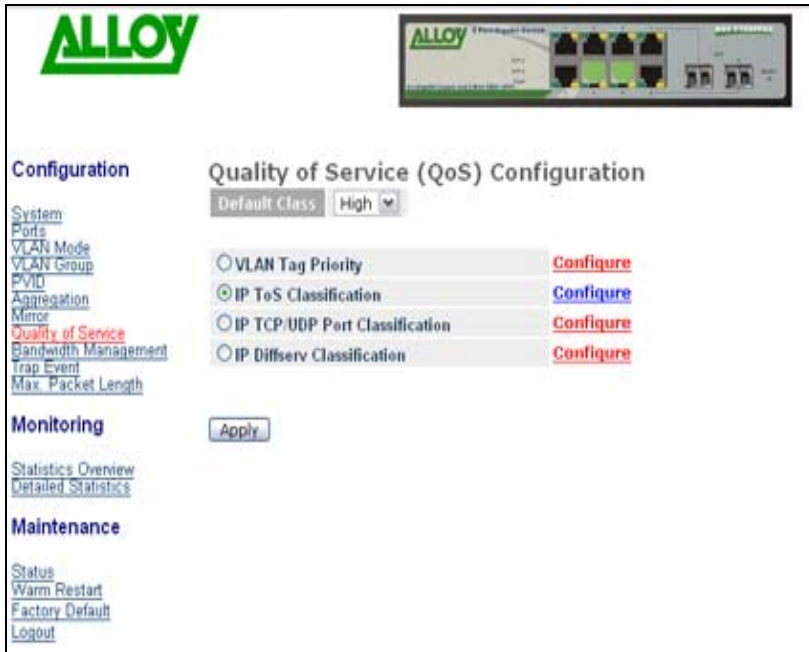 ALLOY
ALLOY
Configuration
System
Ports
VLAN Mode
VLAN Group
PVID
Aggregation
Mirror
Quality of Service
Bandwidth Management
Trap Event
Max. Packet Length
Monitoring
Statistics Overview
Detailed Statistics
Maintenance
Status
Warm Restart
Factory Default
Logout
Quality of Service (QoS) Configuration
Default Class High
VLAN Tag Priority Configure
IP ToS Classification Configure
IP TCP/UDP Port Classification Configure
IP Diffserv Classification Configure
Apply